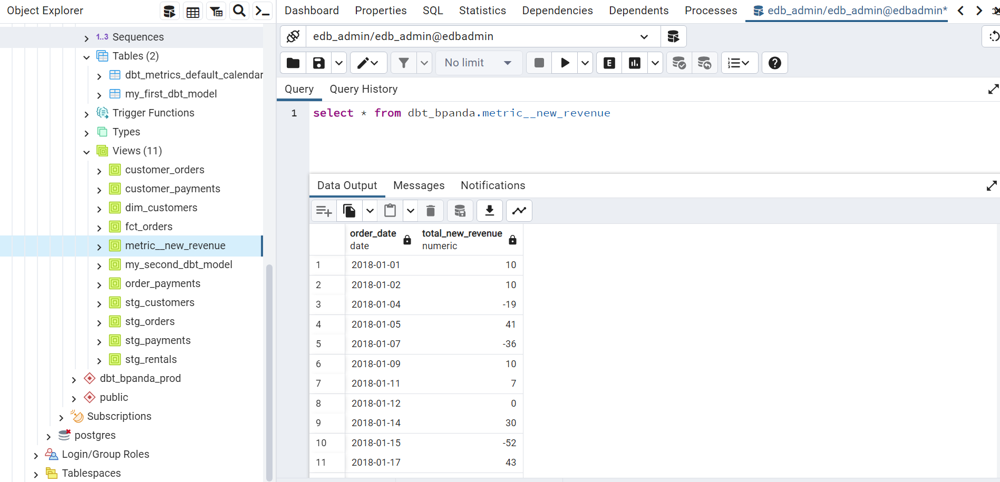 Object Explorer
1..3 Sequences
Tables (2)
dbt_metrics_default_calendar
my_first_dbt_model
Trigger Functions
Types
Views (11)
customer_orders
customer_payments
dim_customers
fct_orders
metric__new_revenue
my_second_dbt_model
order_payments
stg_customers
stg_orders
stg_payments
stg_rentals
dbt_bpanda_prod
public
Subscriptions
postgres
Login/Group Roles
Tablespaces
Dashboard Properties SQL Statistics Dependencies Dependents Processes edb_admin/edb_admin@edbadmin*
edb_admin/edb_admin@edbadmin
No limit E
Query Query History
1 select * from dbt_bpanda.metric__new_revenue
Data Output Messages Notifications
order_date total_new_revenue
date numeric
1 2018-01-01 10
2 2018-01-02 10
3 2018-01-04 -19
4 2018-01-05 41
5 2018-01-07 -36
6 2018-01-09 10
7 2018-01-11 7
8 2018-01-12 0
9 2018-01-14 30
10 2018-01-15 -52
11 2018-01-17 43